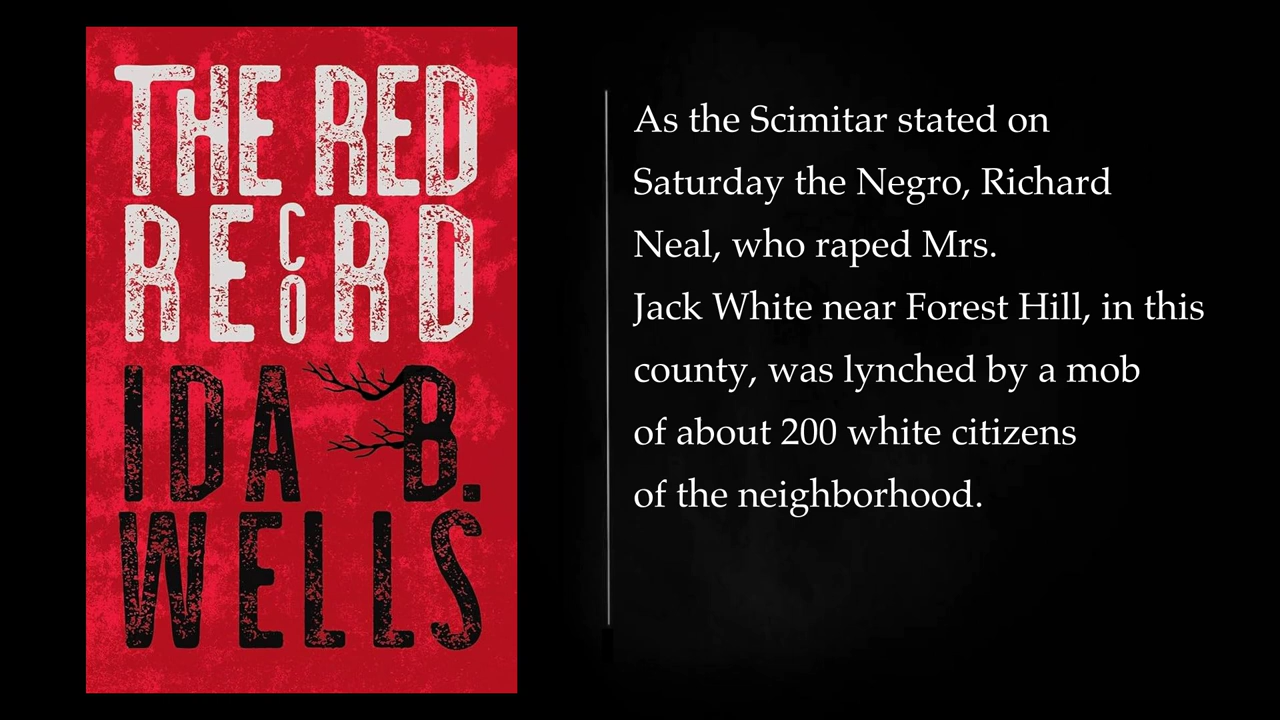 THE RED
RECORD
IDA B.
WELLS
As the Scimitar stated on
Saturday the Negro, Richard
Neal, who raped Mrs.
Jack White near Forest Hill, in this
county, was lynched by a mob
of about 200 white citizens
of the neighborhood.